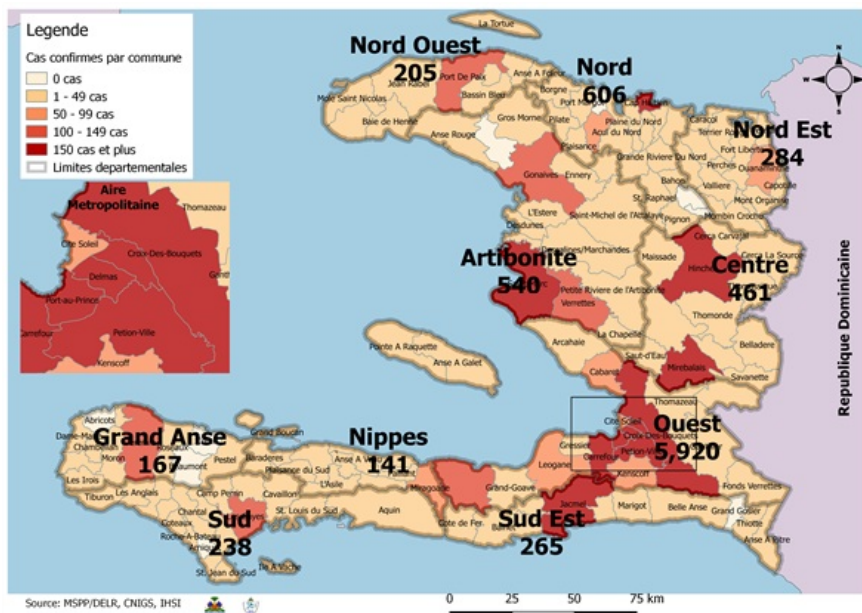 Legende
Cas confirmes par commune
0 cas
1 - 49 cas
50 - 99 cas
100 - 149 cas
150 cas et plus
Limites departementales
Aire
Metropolitaine
Thomazeau
Cite Soleil
Croix-Des-Bouquets
Delmas
Port-au-Prince
Carrefour
Petion-Ville
Kenscoff
La Tortue
Nord Ouest
205
Port De Paix
Jean Rabel
Anse A Foleur
Mole Saint Nicolas
Bassin Bleu
Baie de Henne
Anse Rouge
Gros Morne
Nord
606
Borgne
Port Margot
Pilate
Plaine du Nord
Acul du Nord
Plaisance
Grande Riviere Du Nord
Caracol
Nord Est
284
Fort Liberte
Perches
Ouanaminthe
Capotille
Valliere
Mont Organise
Mombin Crochu
Bahon
St. Raphael
Pignon
Gonaives
Ennery
Saint-Michel de l'Attalaye
L'Estere
Desdunes
Dessalines/Marchandes
Artibonite
540
Petite Riviere de l'Artibonite
Verrettes
La Chapelle
Cerca Carvajal
Cerca La Source
Maissade
Centre
461
Thomonde
Belladere
Saut-d'Eau
Mirebalais
Savanette
Republique Dominicaine
Pointe A Raquette
Anse A Galet
Arcahaie
Cabaret
Thomazeau
Cite Soleil
Croix-Des-Bouquets
Ouest
5,920
Gressier
Carrefour
Petion-Ville
Kenscoff
Leogane
Fonds Verrettes
Abricots
Grand Anse
167
Chambellan
Moron
Roseaux
Beaumont
Pestel
Les Irois
Grand Boucan
Baraderes
Plaisance du Sud
Nippes
141
L'Asile
Miragoane
Grand-Goave
Tiburon
Les Anglais
Camp Perrin
Cavaillon
Chantal
Coteaux
Roche-A-Bateau
St. Louis du Sud
Aquin
Sud
238
St. Jean du Sud
Ile A Vache
Cote de Fer
Jacmel
Sud Est
265
Marigot
Belle Anse
Grand Gosier
Thiotte
Anse A Pitre
N
W
E
S
Source: MSPP/DELR, CNIGS, IHSI
0 25 50 75 km